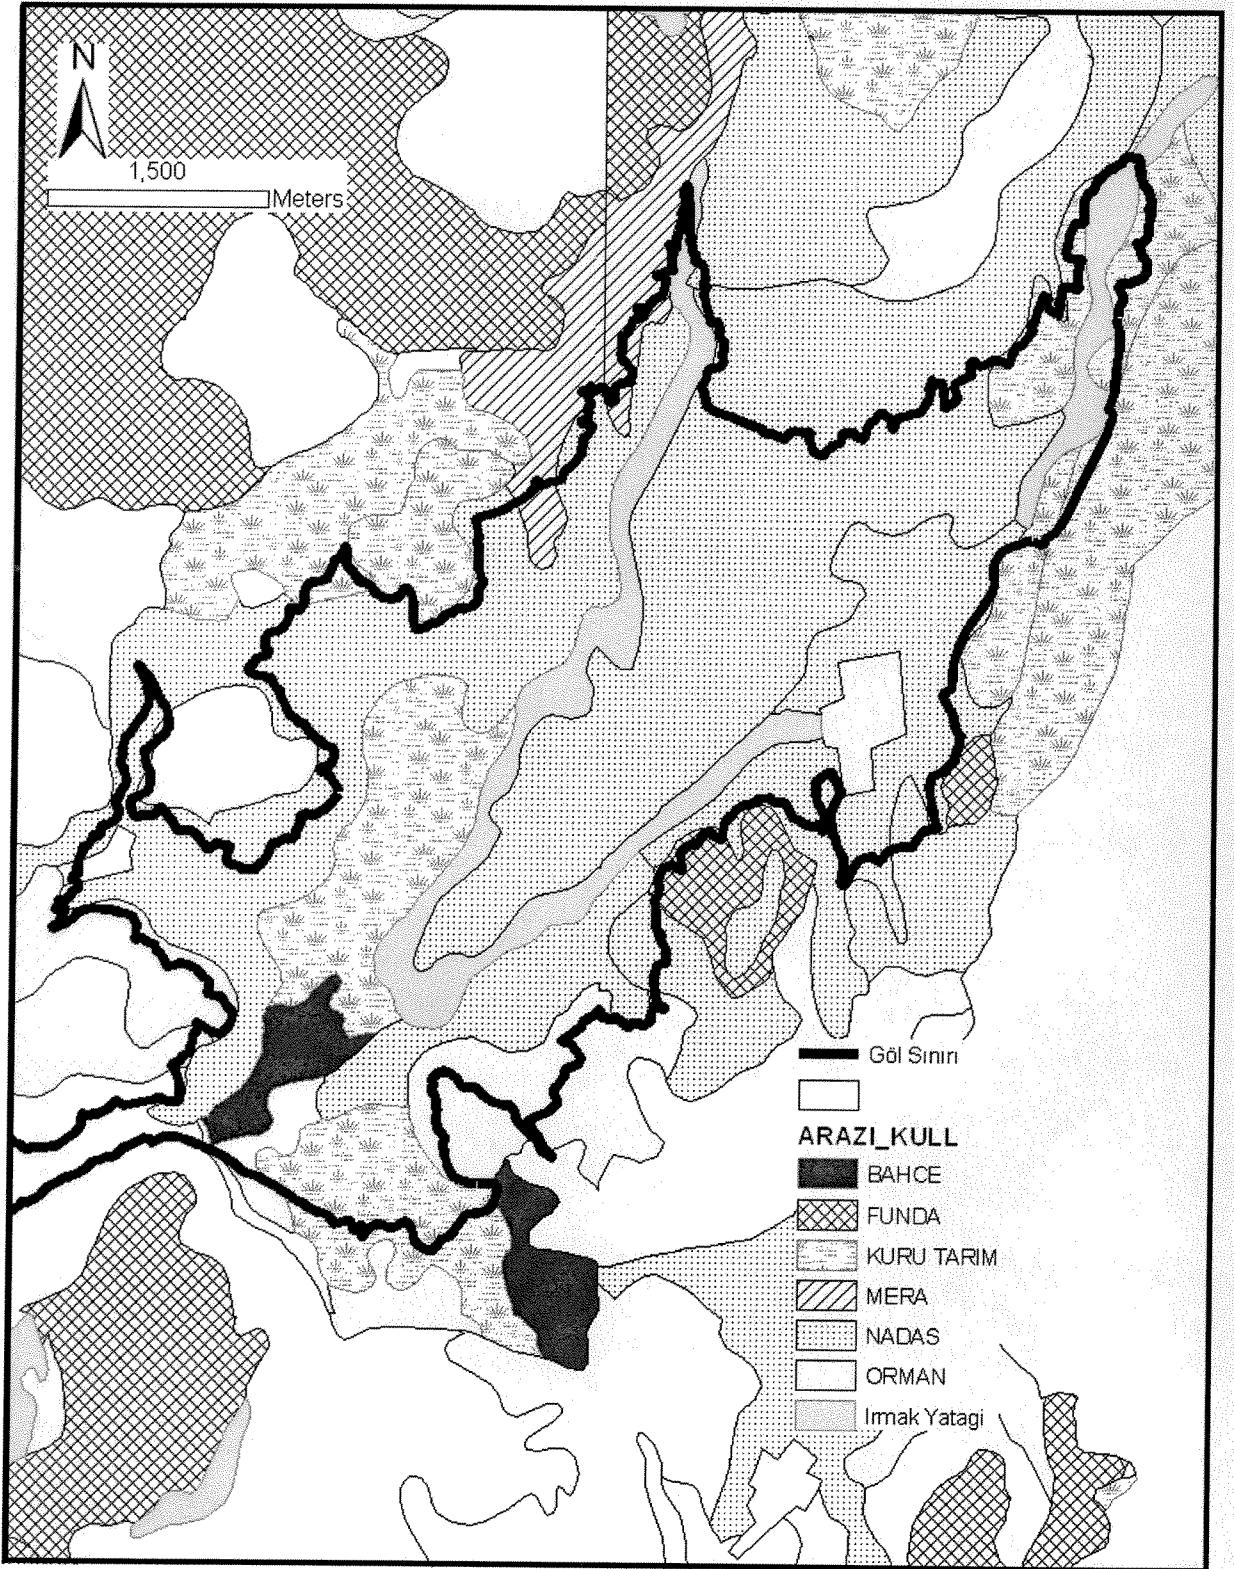 N
1,500
Meters
Göl Sınırı
ARAZI_KULL
BAHCE
FUNDA
KURU TARIM
MERA
NADAS
ORMAN
Irmak Yatagi